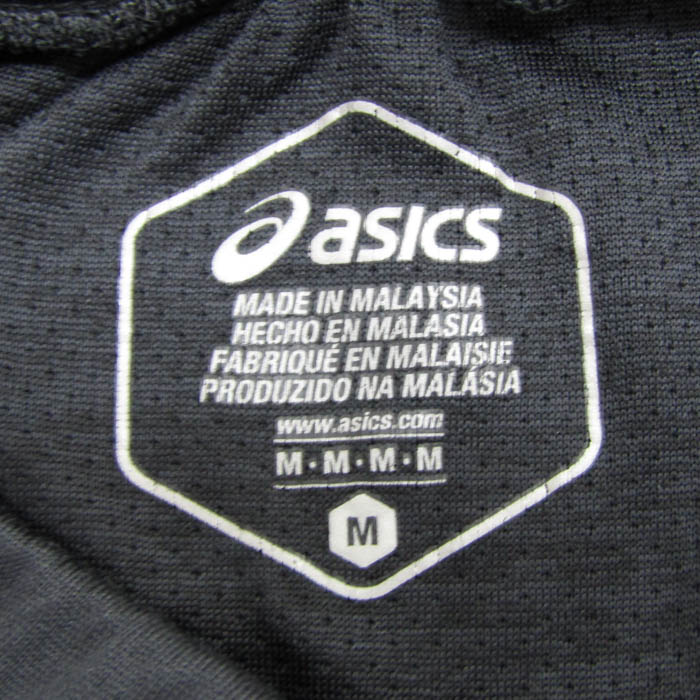 asics
MADE IN MALAYSIA
HECHO EN MALASIA
FABRIQUÉ EN MALAISIE
PRODUZIDO NA MALÁSIA
www.asics.com
M・M・M・M
M